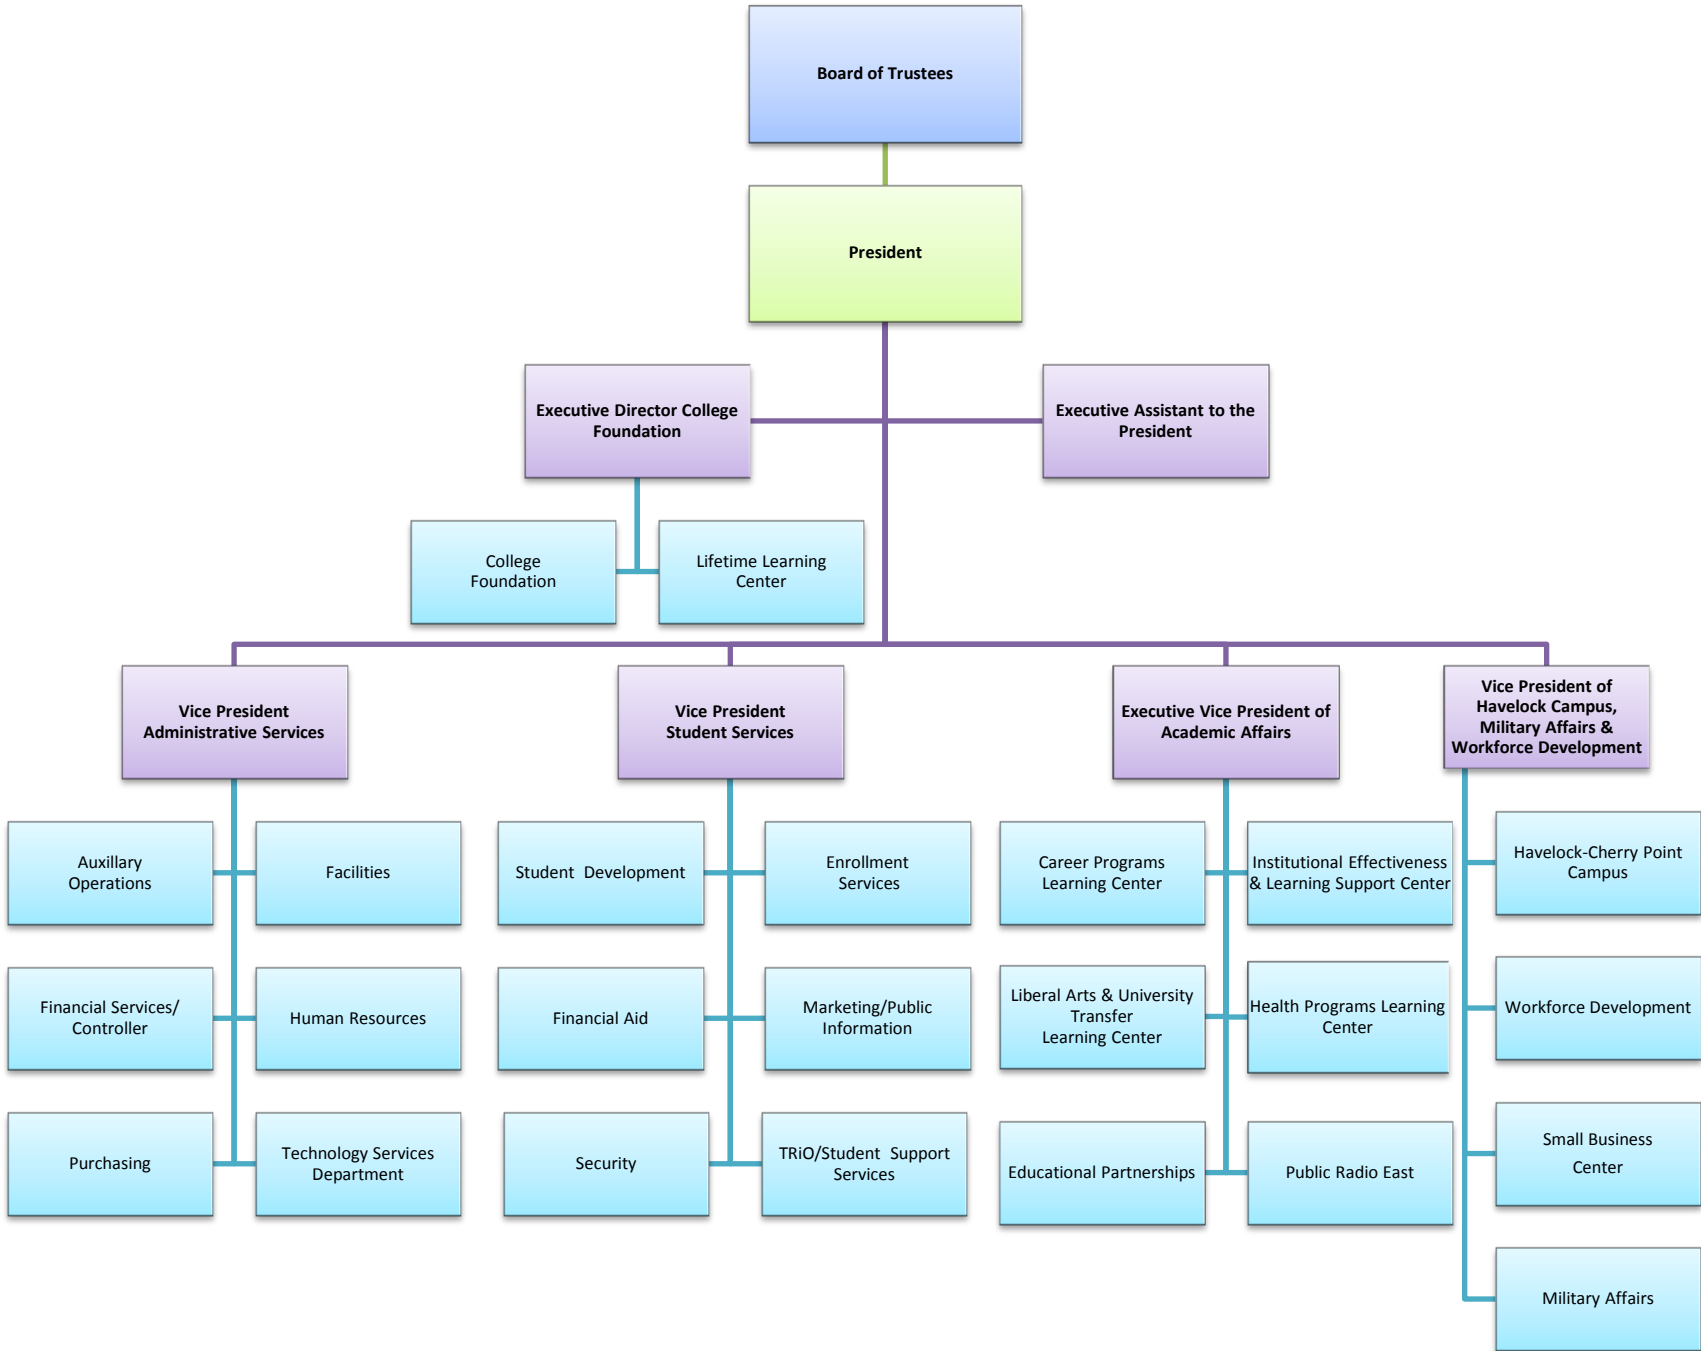 Board of Trustees
President
Executive Director College
Foundation
Executive Assistant to the
President
College
Foundation
Lifetime Learning
Center
Vice President
Administrative Services
Vice President
Student Services
Executive Vice President of
Academic Affairs
Vice President of
Havelock Campus,
Military Affairs &
Workforce Development
Auxillary
Operations
Facilities
Financial Services/
Controller
Human Resources
Purchasing
Technology Services
Department
Student Development
Enrollment
Services
Financial Aid
Marketing/Public
Information
Security
TRiO/Student Support
Services
Career Programs
Learning Center
Institutional Effectiveness
& Learning Support Center
Liberal Arts & University
Transfer
Learning Center
Health Programs Learning
Center
Educational Partnerships
Public Radio East
Havelock-Cherry Point
Campus
Workforce Development
Small Business
Center
Military Affairs